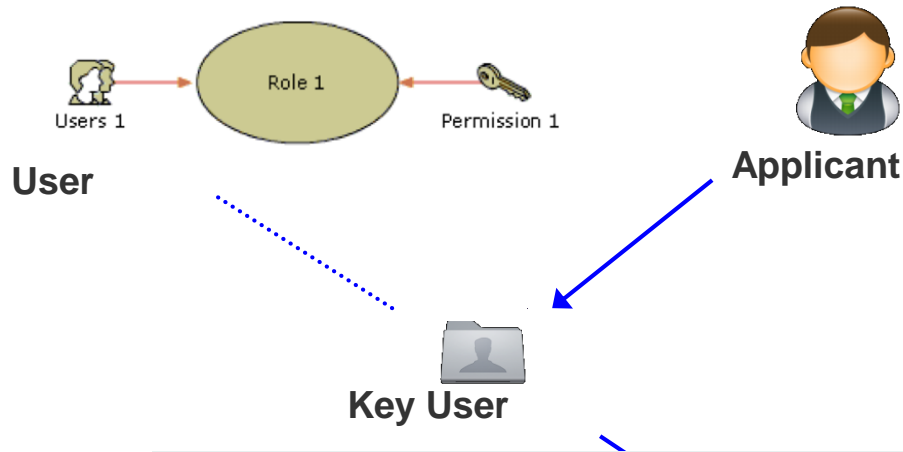 Role 1
Users 1
Permission 1
User
Applicant
Key User